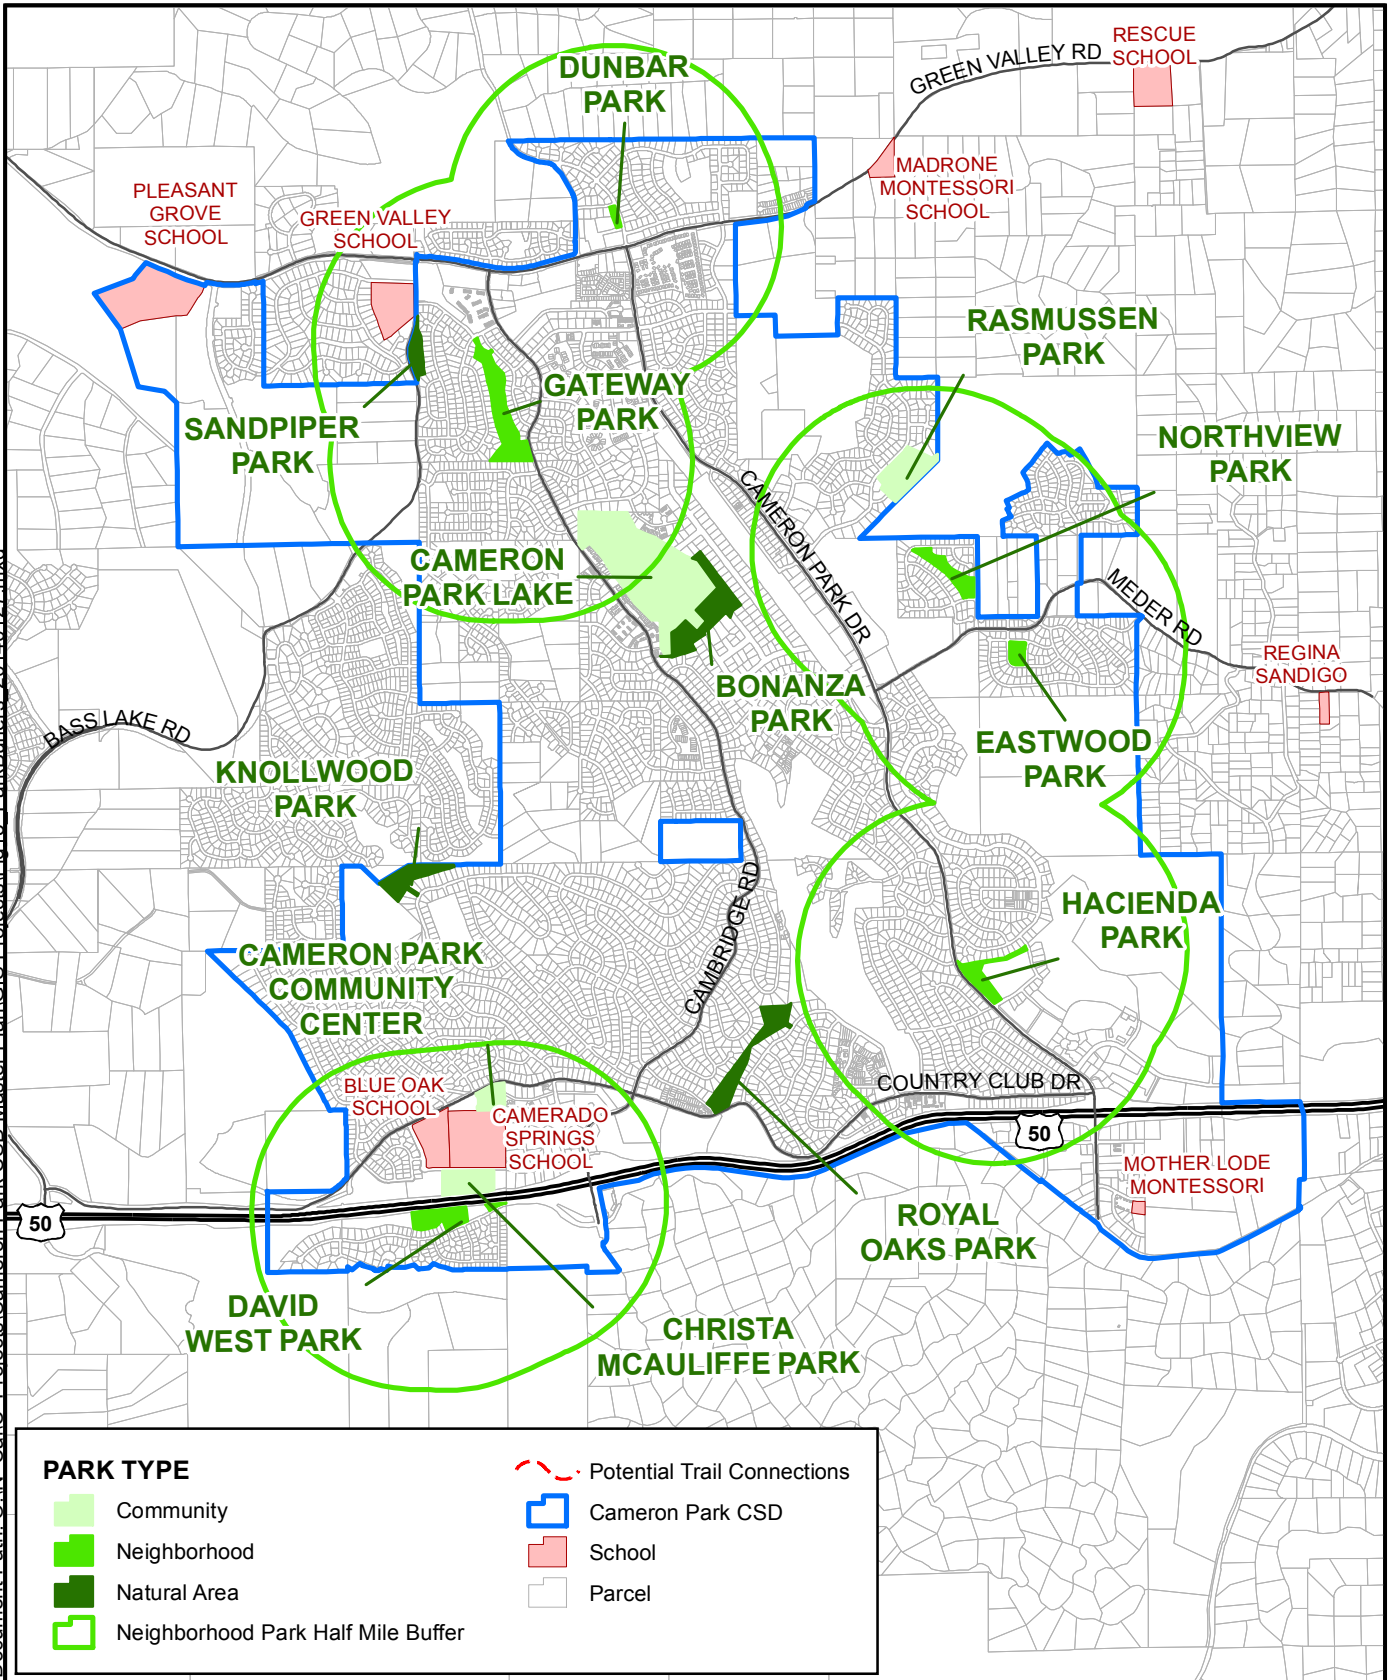 RESCUE
SCHOOL
GREEN VALLEY RD
DUNBAR
PARK
MADRONE
MONTESSORI
SCHOOL
PLEASANT
GROVE
SCHOOL
GREEN VALLEY
SCHOOL
RASMUSSEN
PARK
GATEWAY
PARK
SANDPIPER
PARK
NORTHVIEW
PARK
CAMERON PARK DR
CAMERON
PARK LAKE
MEDER RD
REGINA
SANDIGO
BONANZA
PARK
BASS LAKE RD
EASTWOOD
PARK
KNOLLWOOD
PARK
CAMBRIDGE RD
HACIENDA
PARK
CAMERON PARK
COMMUNITY
CENTER
COUNTRY CLUB DR
BLUE OAK
SCHOOL
CAMERADO
SPRINGS
SCHOOL
50
MOTHER LODE
MONTESSORI
50
ROYAL
OAKS PARK
DAVID
WEST PARK
CHRISTA
MCAULIFFE PARK
PARK TYPE
Community
Neighborhood
Natural Area
Neighborhood Park Half Mile Buffer
Potential Trail Connections
Cameron Park CSD
School
Parcel